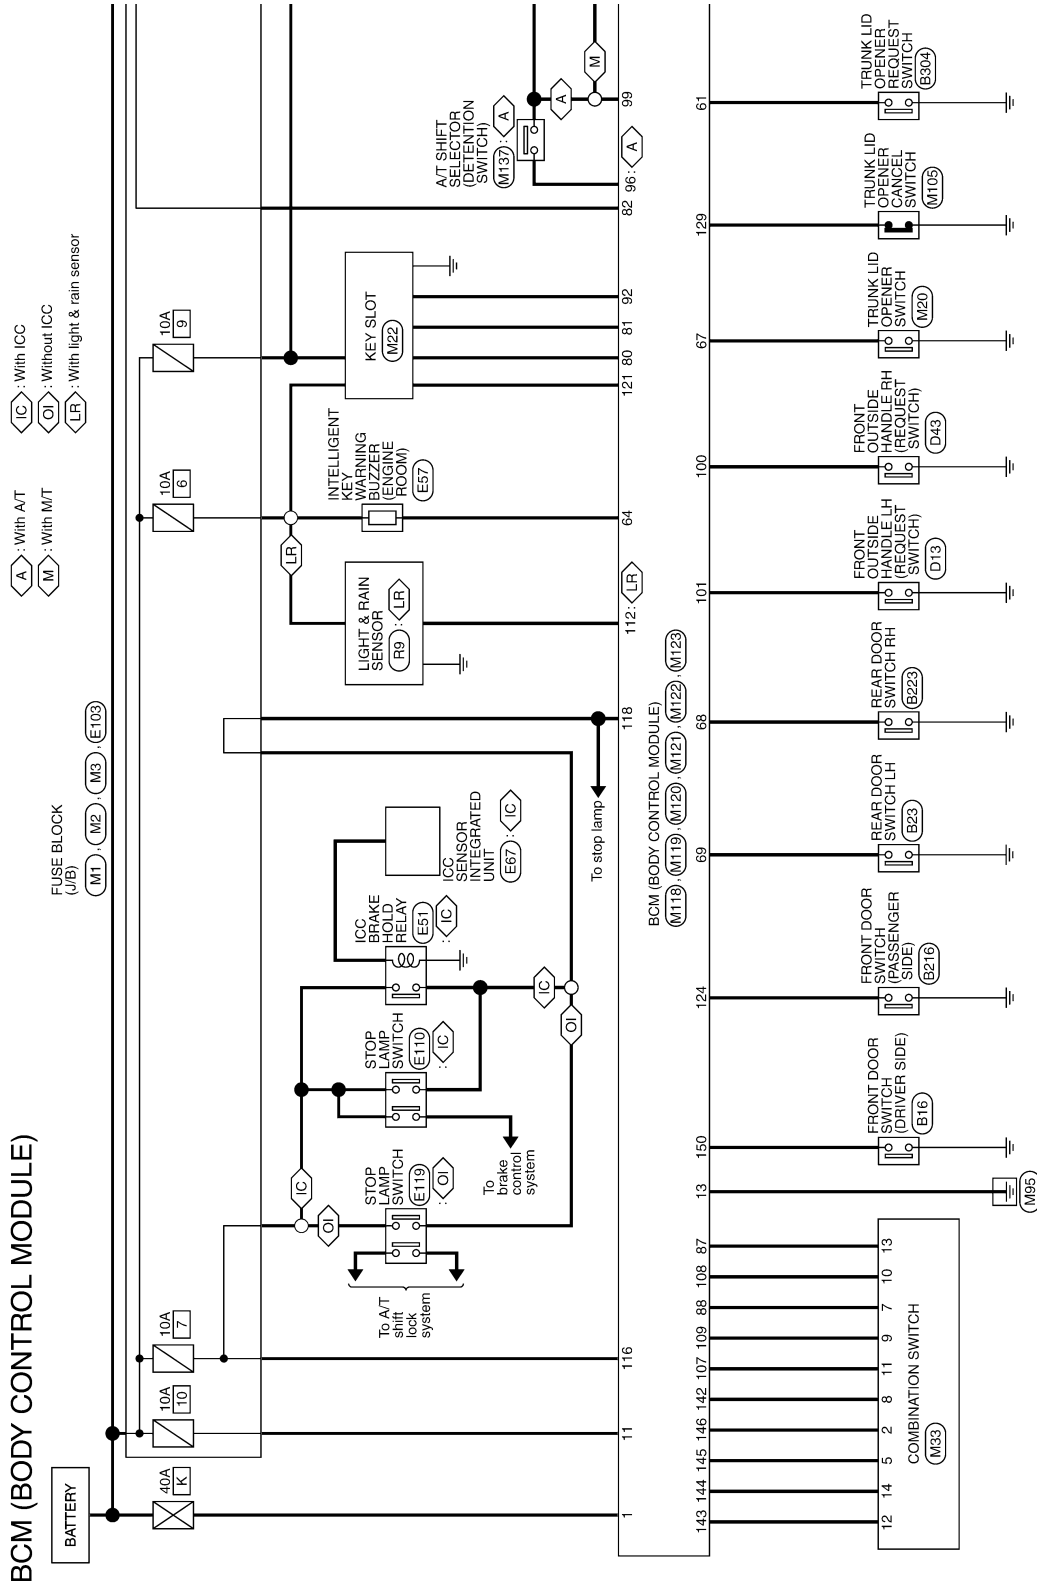 BCM (BODY CONTROL MODULE)
BATTERY
FUSE BLOCK
(J/B)
M1 , M2 , M3 , E103
A : With A/T
M : With M/T
IC : With ICC
OI : Without ICC
LR : With light & rain sensor
40A
K
10A
10
10A
7
10A
6
10A
9
To A/T
shift
lock
system
IC
OI
STOP
LAMP
SWITCH
E119
: OI
To
brake
control
system
STOP
LAMP
SWITCH
E110
: IC
ICC
BRAKE
HOLD
RELAY
E51
: IC
ICC
SENSOR
INTEGRATED
UNIT
E67 : IC
IC
OI
To stop lamp
LIGHT & RAIN
SENSOR
R9 : LR
LR
INTELLIGENT
KEY
WARNING
BUZZER
(ENGINE
ROOM)
E57
KEY SLOT
M22
A/T SHIFT
SELECTOR
(DETENTION
SWITCH)
M137 : A
A
M
1
11
116
118
112 : LR
64
121
80
81
92
82
96 : A
99
BCM (BODY CONTROL MODULE)
M118 , M119 , M120 , M121 , M122 , M123
143
144
145
146
142
107
109
88
108
87
13
150
124
69
68
101
100
67
129
61
12
14
5
2
8
11
9
7
10
13
COMBINATION SWITCH
M33
M95
FRONT DOOR
SWITCH
(DRIVER SIDE)
B16
FRONT DOOR
SWITCH
(PASSENGER
SIDE)
B216
REAR DOOR
SWITCH LH
B23
REAR DOOR
SWITCH RH
B223
FRONT
OUTSIDE
HANDLE LH
(REQUEST
SWITCH)
D13
FRONT
OUTSIDE
HANDLE RH
(REQUEST
SWITCH)
D43
TRUNK LID
OPENER
SWITCH
M20
TRUNK LID
OPENER
CANCEL
SWITCH
M105
TRUNK LID
OPENER
REQUEST
SWITCH
B304